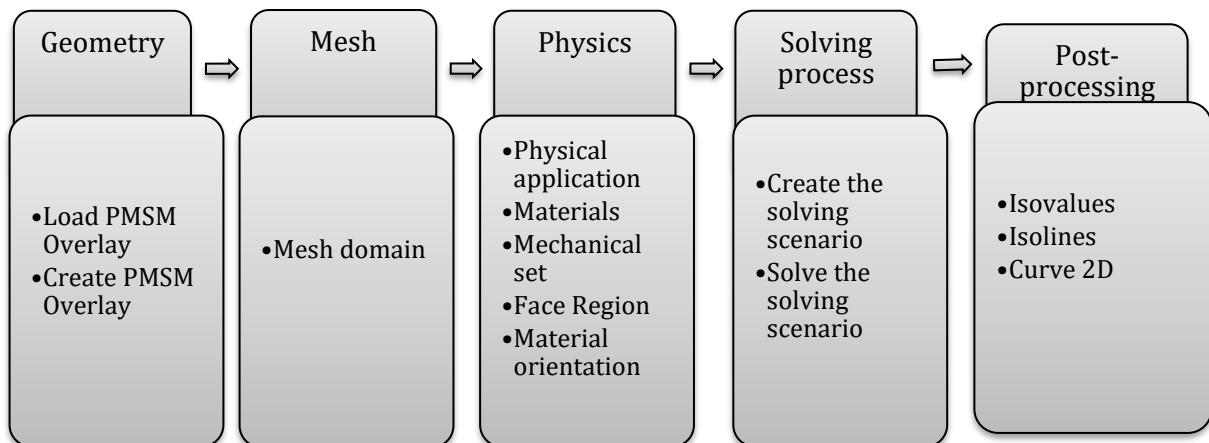 Geometry
•Load PMSM
Overlay
•Create PMSM
Overlay
Mesh
•Mesh domain
Physics
•Physical
application
•Materials
•Mechanical
set
•Face Region
•Material
orientation
Solving
process
•Create the
solving
scenario
•Solve the
solving
scenario
Post-
processing
•Isovalues
•Isolines
•Curve 2D